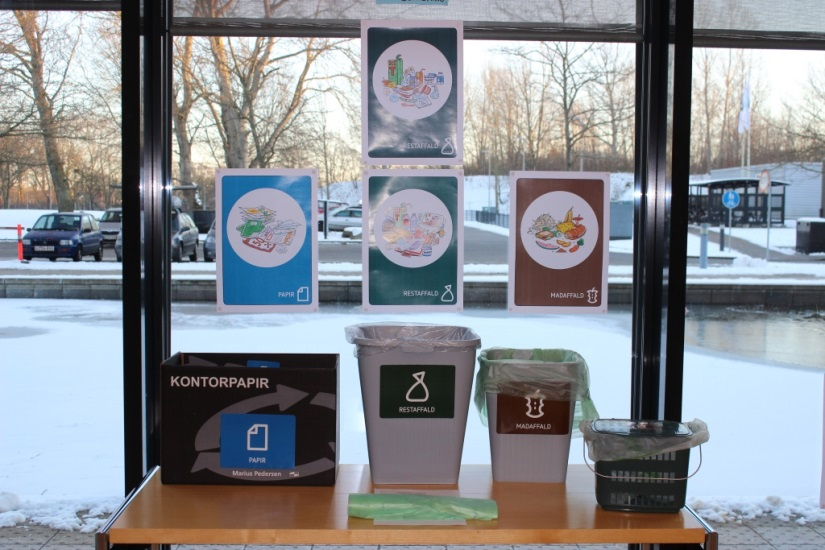 RESTAFFALD
PAPIR
RESTAFFALD
MADAFFALD
KONTORPAPIR
PAPIR
Marius Pedersen
RESTAFFALD
MADAFFALD